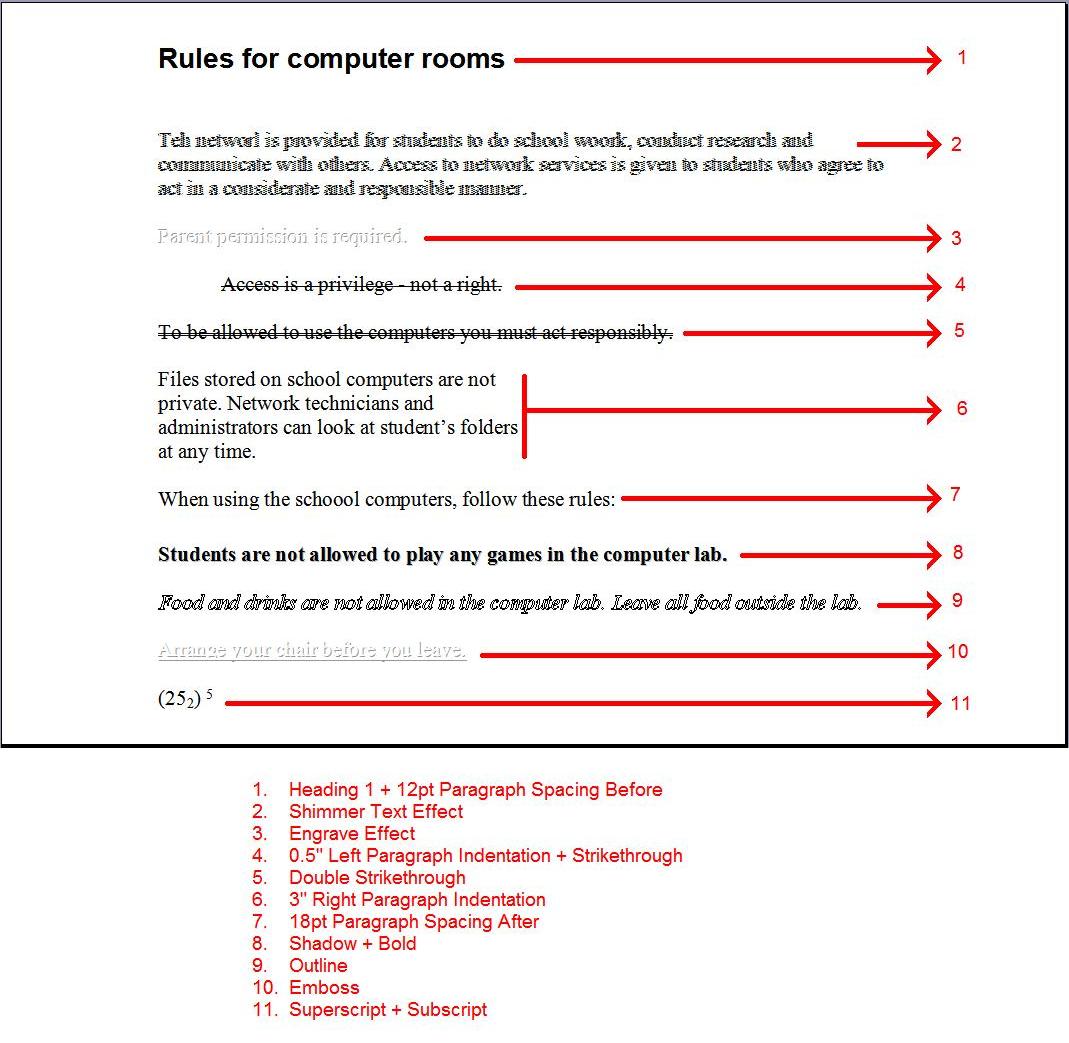 Rules for computer rooms
1
Teh networl is provided for students to do school woork, conduct research and
2
communicate with others. Access to network services is given to students who agree to
act in a considerate and responsible manner.
Parent permission is required.
3
Access is a privilege - not a right.
4
To be allowed to use the computers you must act responsibly.
5
Files stored on school computers are not
private. Network technicians and
6
administrators can look at student’s folders
at any time.
When using the schoool computers, follow these rules:
7
Students are not allowed to play any games in the computer lab.
8
Food and drinks are not allowed in the computer lab. Leave all food outside the lab.
9
Arrange your chair before you leave.
10
(25₂) ⁵
11
1. Heading 1 + 12pt Paragraph Spacing Before
2. Shimmer Text Effect
3. Engrave Effect
4. 0.5" Left Paragraph Indentation + Strikethrough
5. Double Strikethrough
6. 3" Right Paragraph Indentation
7. 18pt Paragraph Spacing After
8. Shadow + Bold
9. Outline
10. Emboss
11. Superscript + Subscript